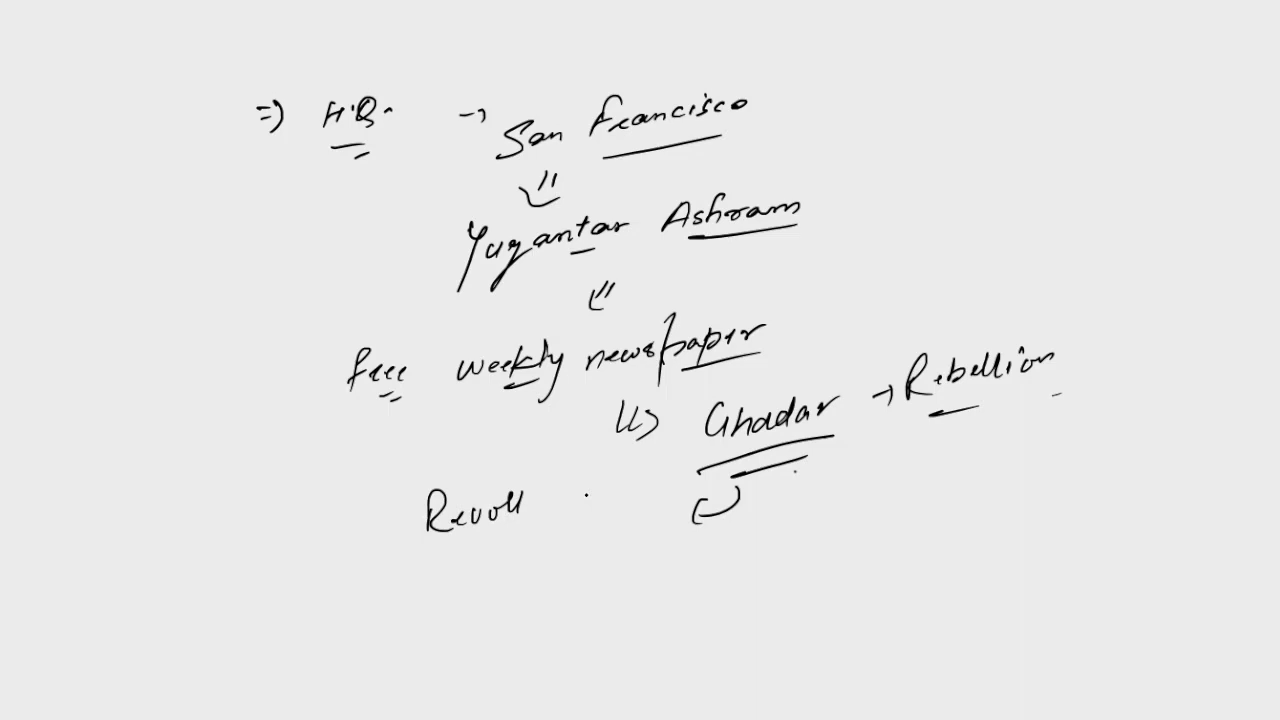 => H.Q. → San Francisco
Yugantar Ashram
free weekly newspaper
Ghadar → Rebellion
Revolt